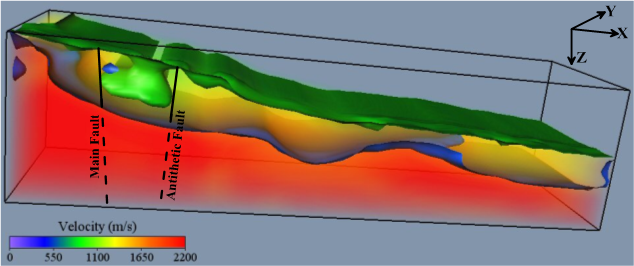 Y
X
Z
Main Fault
Antithetic Fault
Velocity (m/s)
0 550 1100 1650 2200